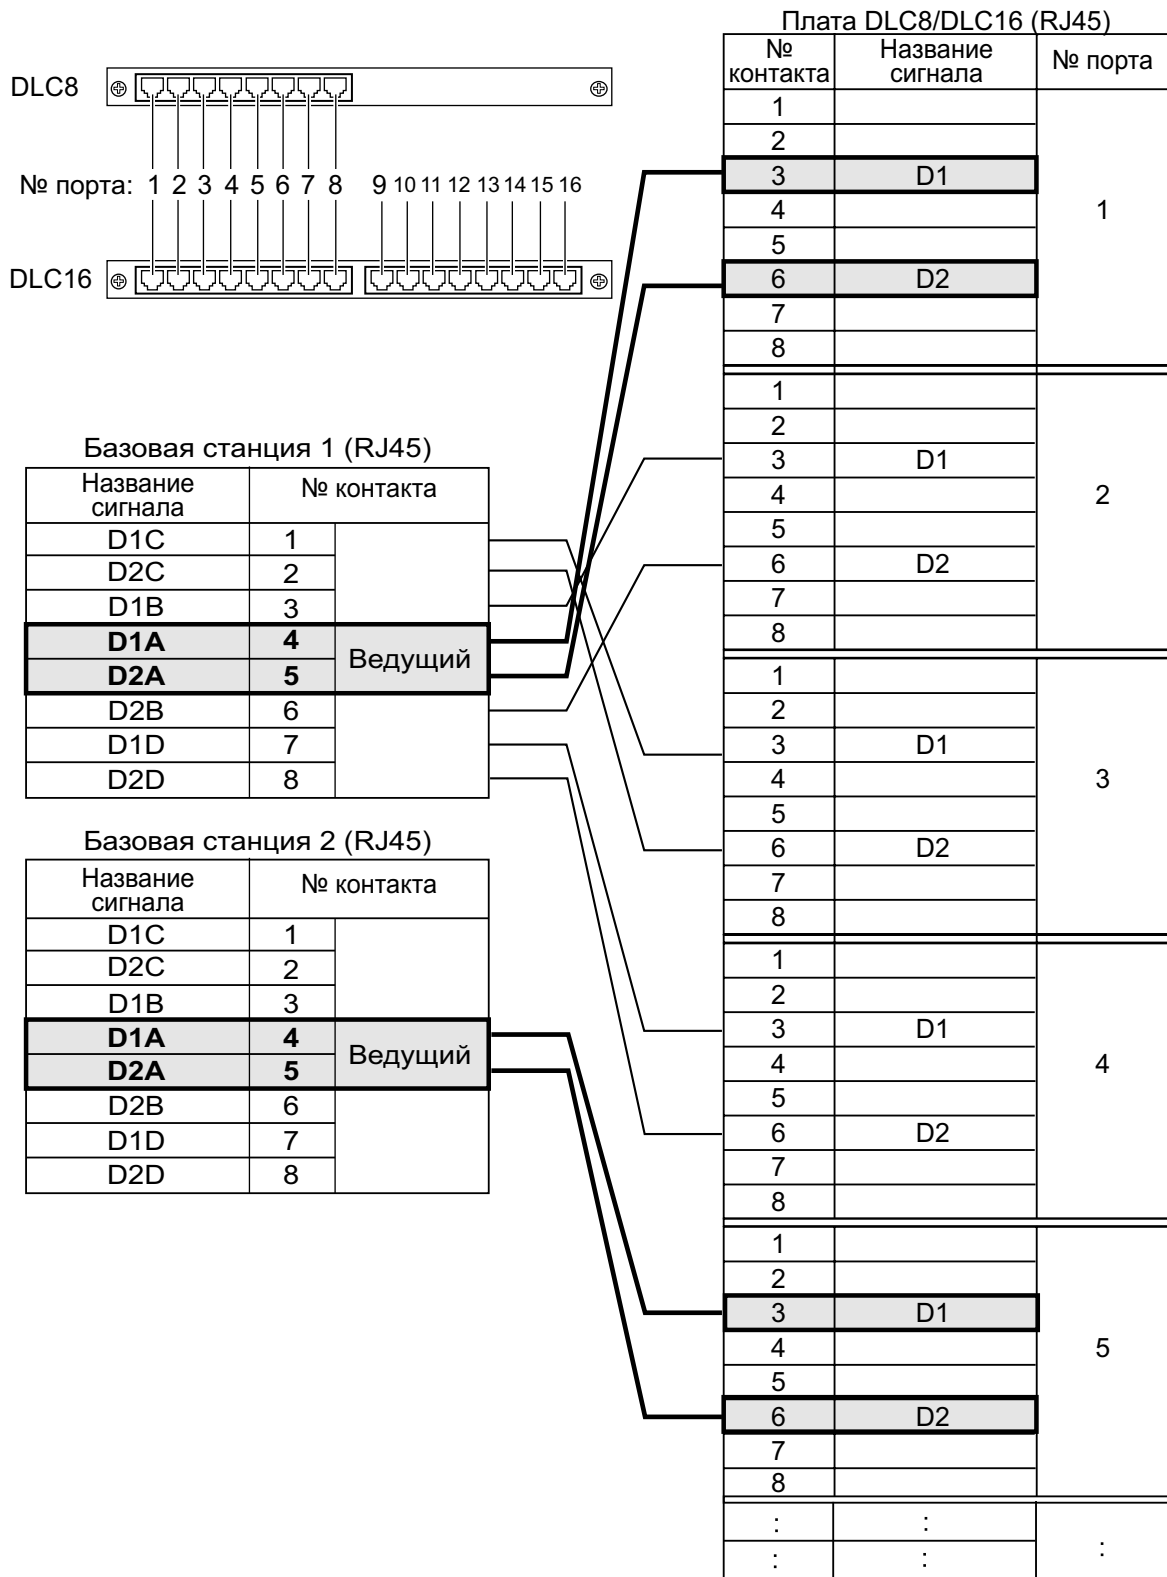 DLC8
№ порта: 1 2 3 4 5 6 7 8 9 10 11 12 13 14 15 16
DLC16
Базовая станция 1 (RJ45)
Название сигнала № контакта
D1C 1
D2C 2
D1B 3
D1A 4
Ведущий
D2A 5
D2B 6
D1D 7
D2D 8
Базовая станция 2 (RJ45)
Название сигнала № контакта
D1C 1
D2C 2
D1B 3
D1A 4
Ведущий
D2A 5
D2B 6
D1D 7
D2D 8
Плата DLC8/DLC16 (RJ45)
№ контакта Название сигнала № порта
1
2
3 D1
4 1
5
6 D2
7
8
1
2
3 D1
4 2
5
6 D2
7
8
1
2
3 D1
4 3
5
6 D2
7
8
1
2
3 D1
4 4
5
6 D2
7
8
1
2
3 D1
4 5
5
6 D2
7
8
: :
: : :